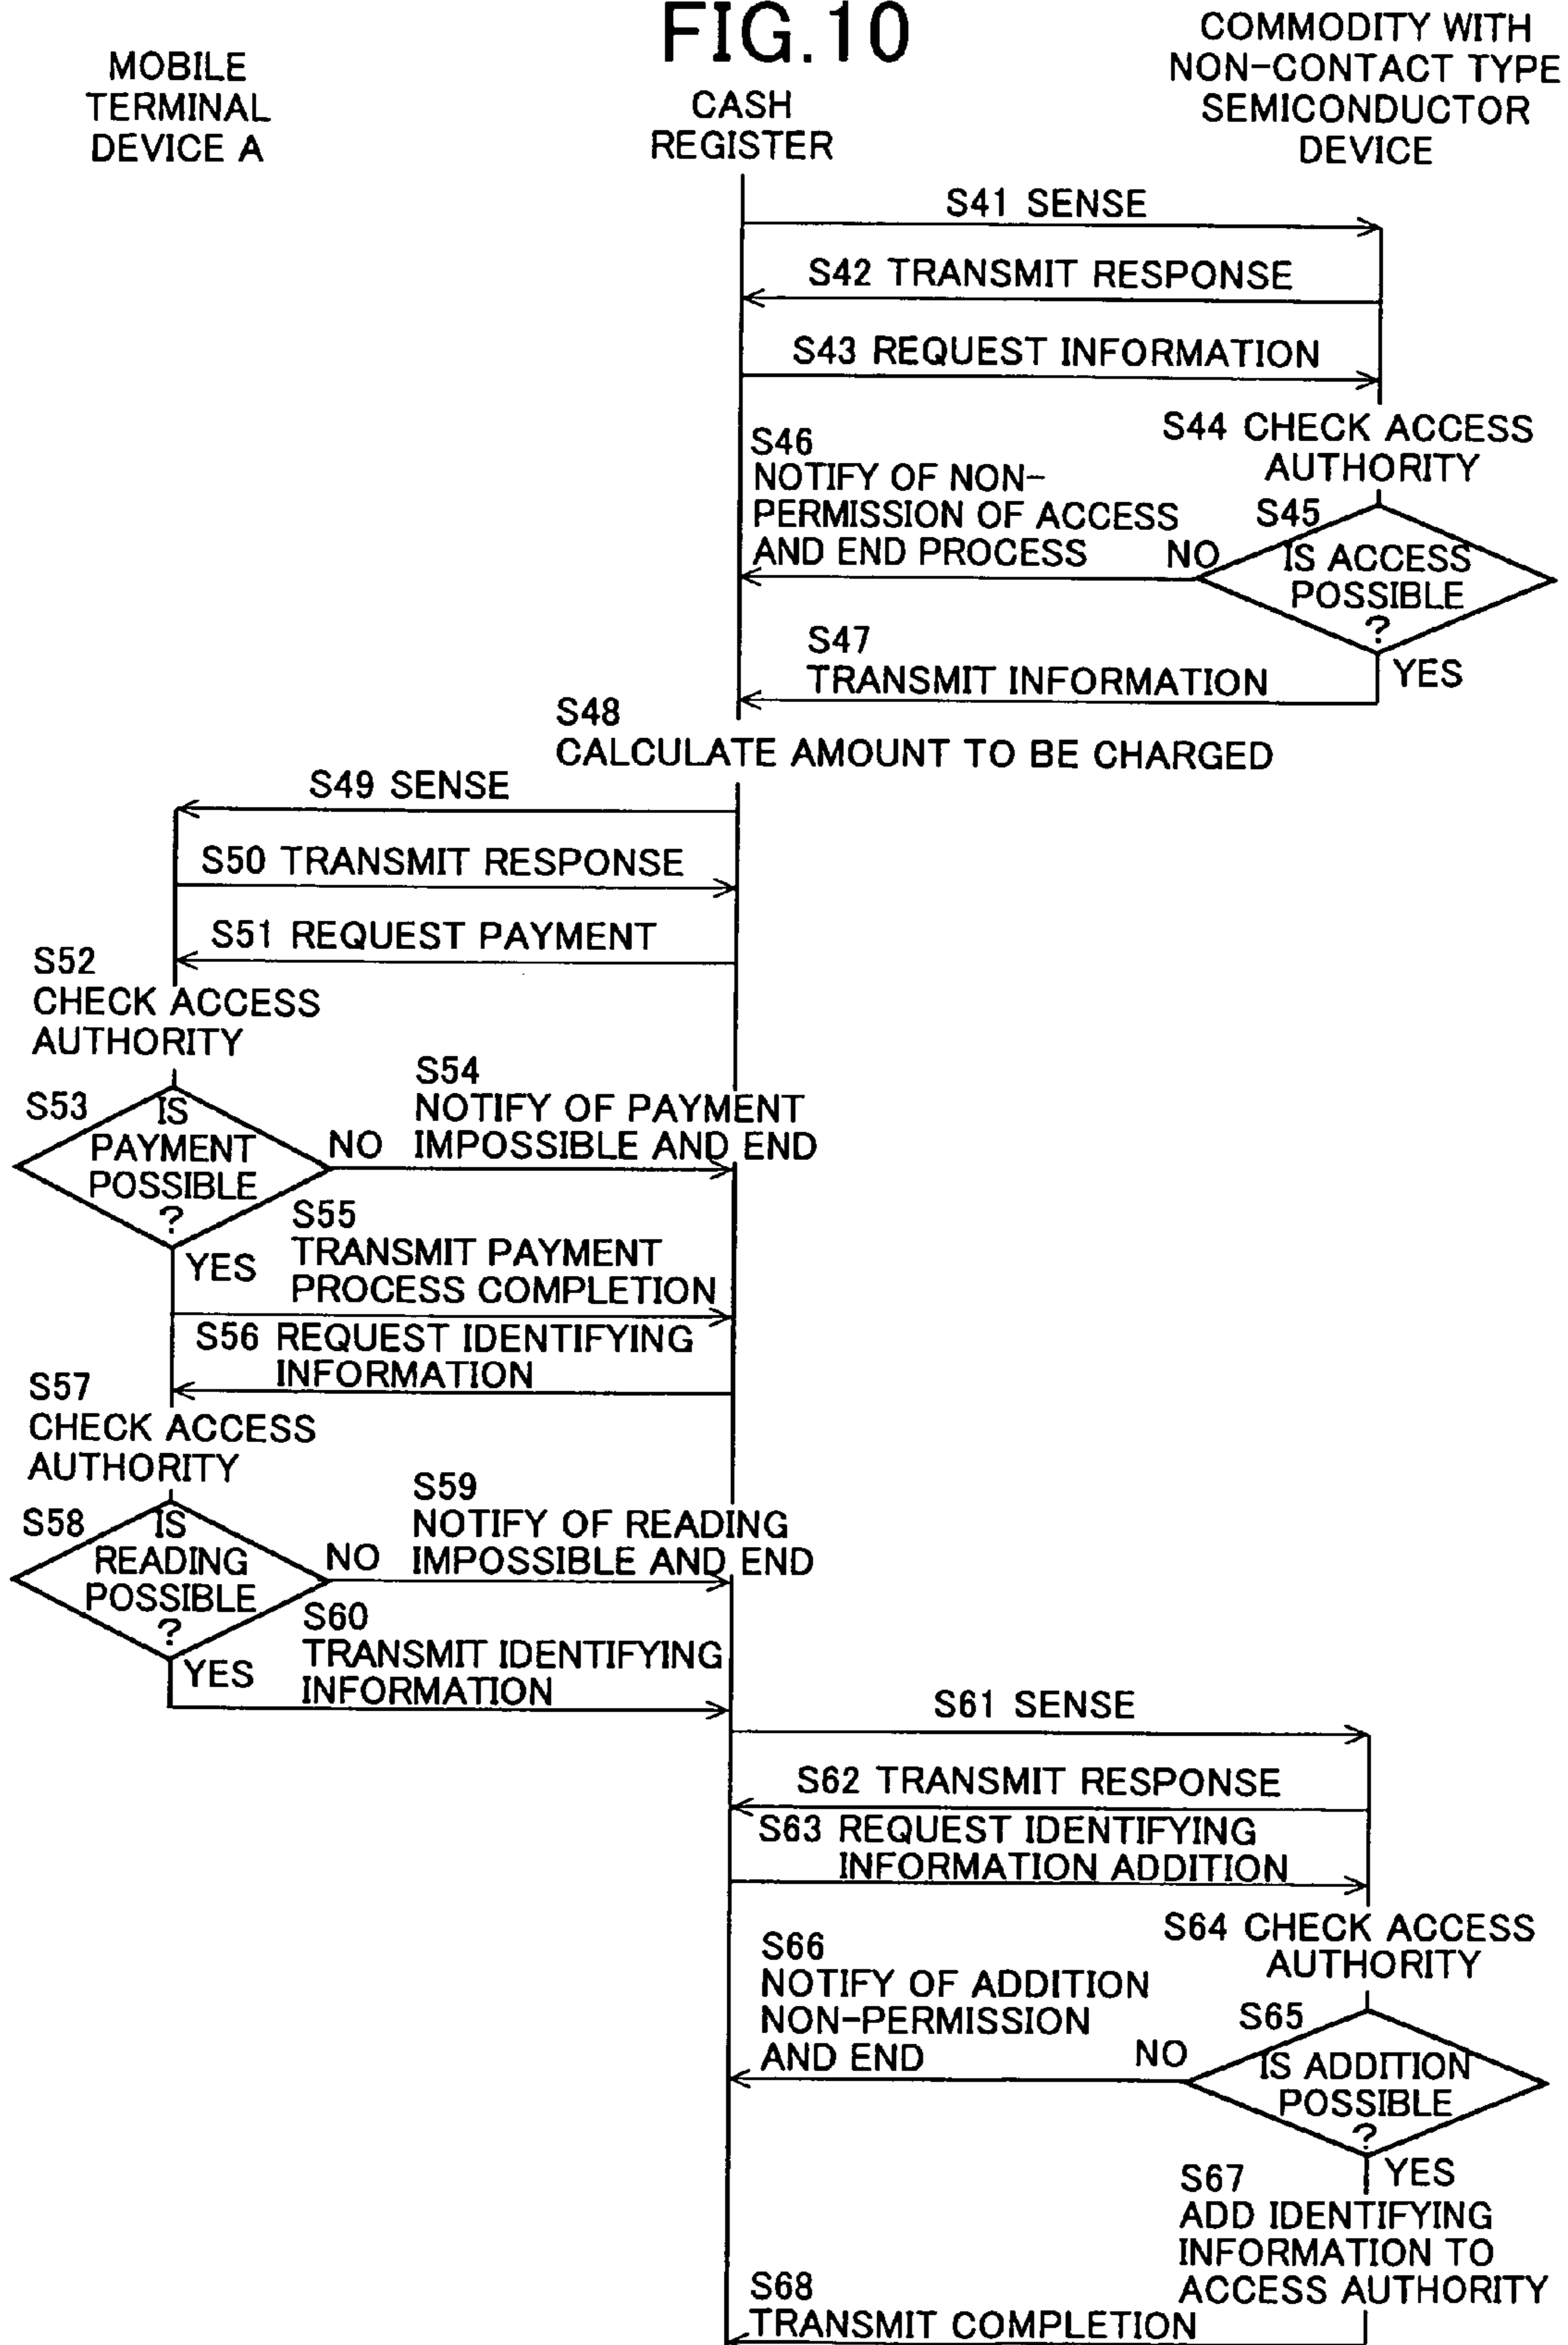 FIG.10
MOBILE
TERMINAL
DEVICE A
CASH
REGISTER
COMMODITY WITH
NON-CONTACT TYPE
SEMICONDUCTOR
DEVICE
S41 SENSE
S42 TRANSMIT RESPONSE
S43 REQUEST INFORMATION
S44 CHECK ACCESS
AUTHORITY
S45
IS ACCESS
POSSIBLE
?
NO
S46
NOTIFY OF NON-
PERMISSION OF ACCESS
AND END PROCESS
YES
S47
TRANSMIT INFORMATION
S48
CALCULATE AMOUNT TO BE CHARGED
S49 SENSE
S50 TRANSMIT RESPONSE
S51 REQUEST PAYMENT
S52
CHECK ACCESS
AUTHORITY
S53
IS
PAYMENT
POSSIBLE
?
NO
S54
NOTIFY OF PAYMENT
IMPOSSIBLE AND END
YES
S55
TRANSMIT PAYMENT
PROCESS COMPLETION
S56 REQUEST IDENTIFYING
INFORMATION
S57
CHECK ACCESS
AUTHORITY
S58
IS
READING
POSSIBLE
?
NO
S59
NOTIFY OF READING
IMPOSSIBLE AND END
YES
S60
TRANSMIT IDENTIFYING
INFORMATION
S61 SENSE
S62 TRANSMIT RESPONSE
S63 REQUEST IDENTIFYING
INFORMATION ADDITION
S64 CHECK ACCESS
AUTHORITY
S65
IS ADDITION
POSSIBLE
?
NO
S66
NOTIFY OF ADDITION
NON-PERMISSION
AND END
YES
S67
ADD IDENTIFYING
INFORMATION TO
ACCESS AUTHORITY
S68
TRANSMIT COMPLETION